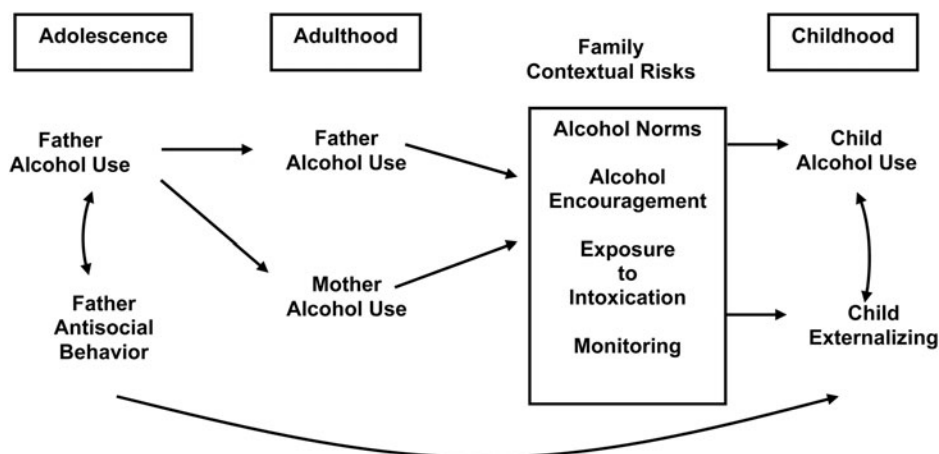 Adolescence
Adulthood
Family
Contextual Risks
Childhood
Father
Alcohol Use
Father
Antisocial
Behavior
Father
Alcohol Use
Mother
Alcohol Use
Alcohol Norms
Alcohol
Encouragement
Exposure
to
Intoxication
Monitoring
Child
Alcohol Use
Child
Externalizing